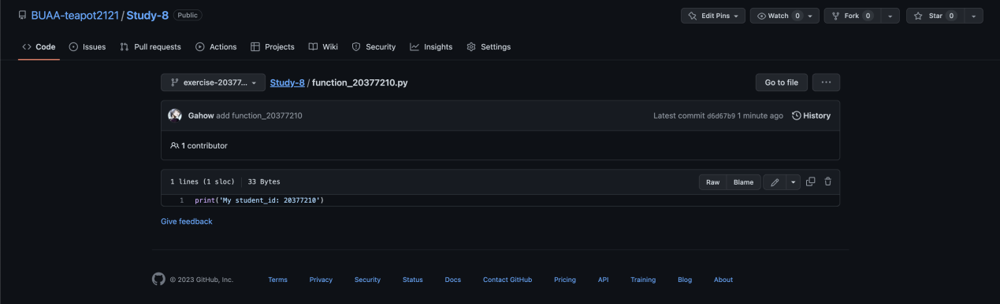 BUAA-teapot2121 / Study-8 Public Edit Pins Watch 0 Fork 0 Star 0
Code Issues Pull requests Actions Projects Wiki Security Insights Settings
exercise-20377... Study-8 / function_20377210.py Go to file ...
Gahow add function_20377210 Latest commit d6d67b9 1 minute ago History
1 contributor
1 lines (1 sloc) 33 Bytes Raw Blame
1 print('My student_id: 20377210')
Give feedback
© 2023 GitHub, Inc. Terms Privacy Security Status Docs Contact GitHub Pricing API Training Blog About